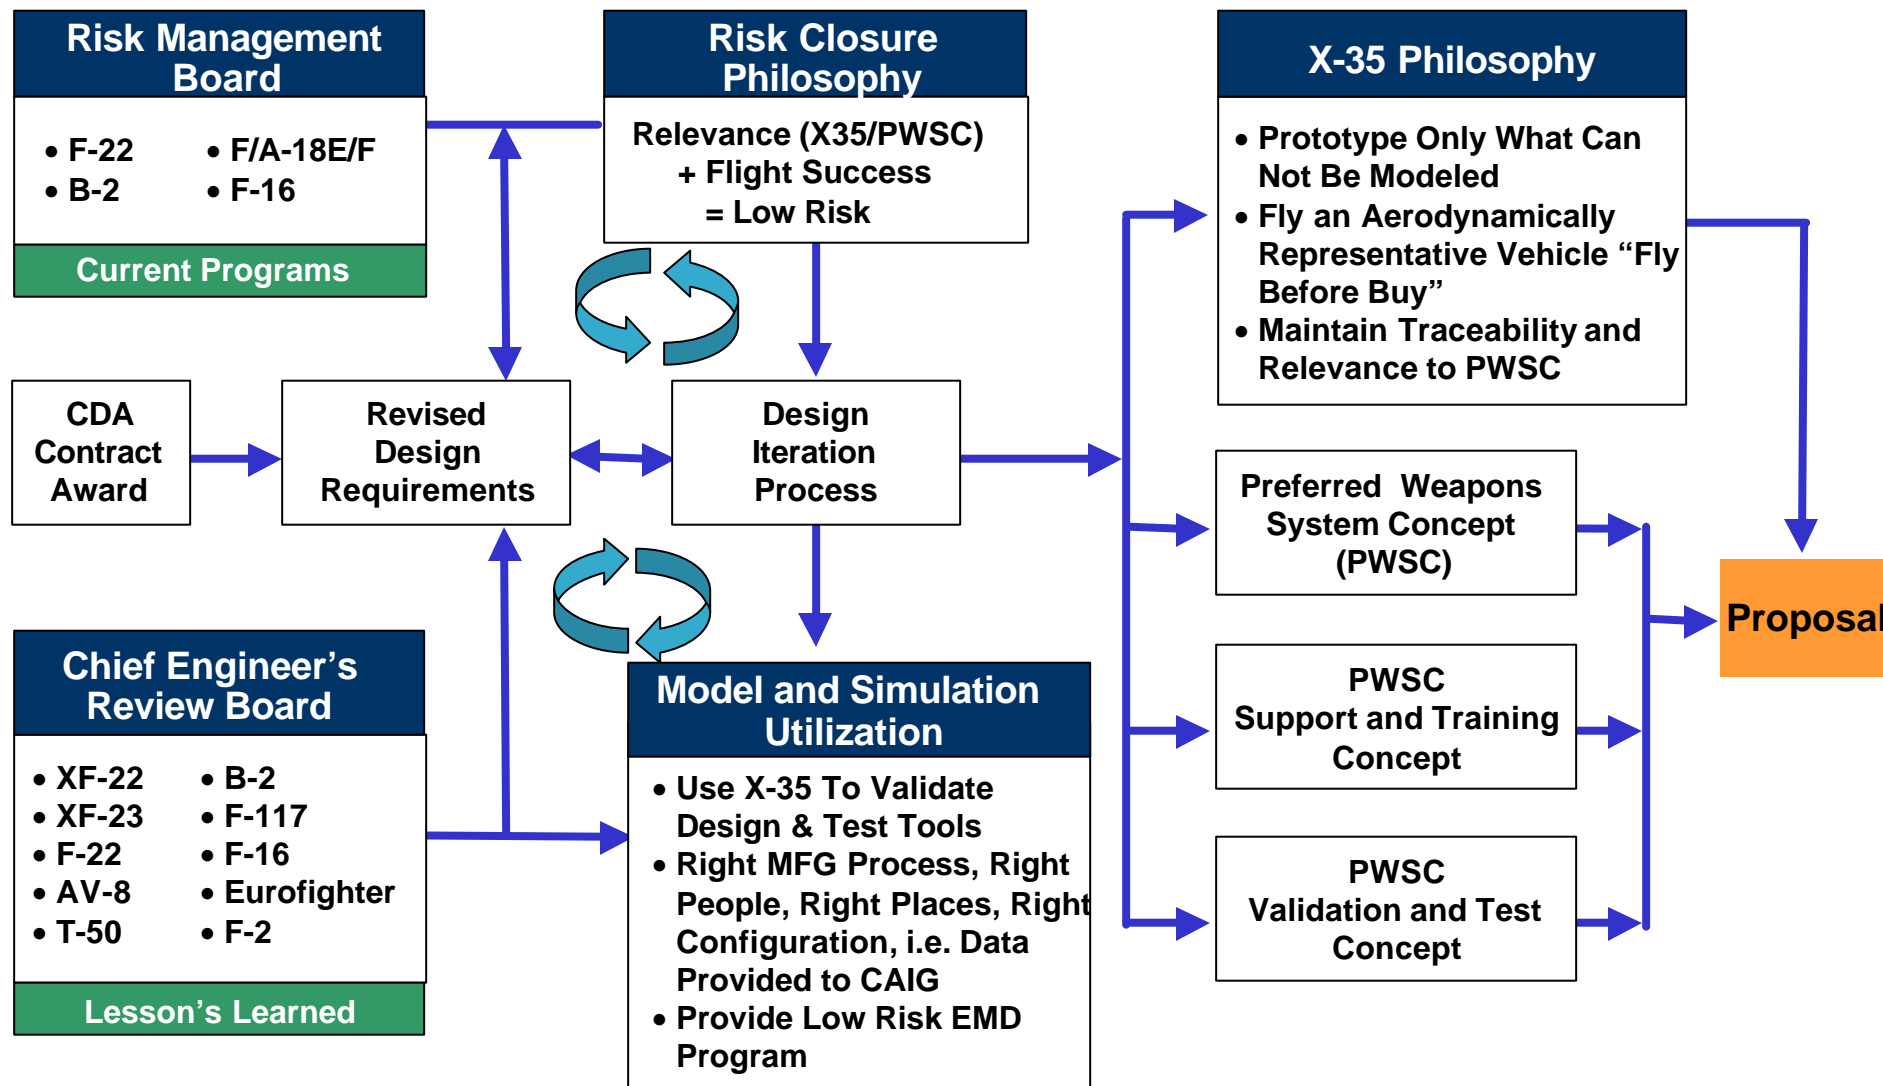 Risk Management
Board
• F-22
• B-2
• F/A-18E/F
• F-16
Current Programs
Risk Closure
Philosophy
Relevance (X35/PWSC)
+ Flight Success
= Low Risk
X-35 Philosophy
• Prototype Only What Can
Not Be Modeled
• Fly an Aerodynamically
Representative Vehicle “Fly
Before Buy”
• Maintain Traceability and
Relevance to PWSC
CDA
Contract
Award
Revised
Design
Requirements
Design
Iteration
Process
Preferred Weapons
System Concept
(PWSC)
Proposal
PWSC
Support and Training
Concept
PWSC
Validation and Test
Concept
Chief Engineer’s
Review Board
• XF-22
• XF-23
• F-22
• AV-8
• T-50
• B-2
• F-117
• F-16
• Eurofighter
• F-2
Lesson’s Learned
Model and Simulation
Utilization
• Use X-35 To Validate
Design & Test Tools
• Right MFG Process, Right
People, Right Places, Right
Configuration, i.e. Data
Provided to CAIG
• Provide Low Risk EMD
Program